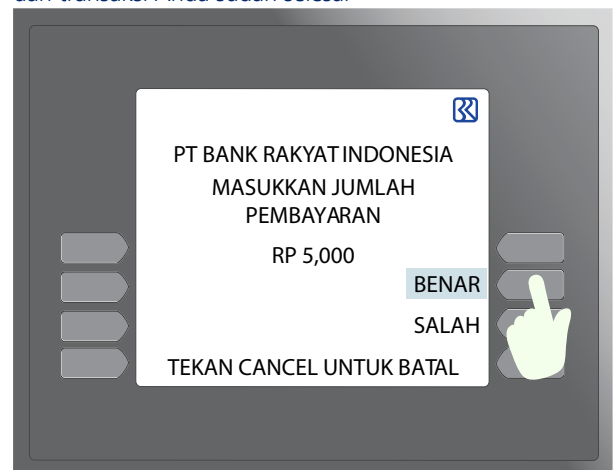 PT BANK RAKYAT INDONESIA
MASUKKAN JUMLAH
PEMBAYARAN
RP 5,000
BENAR
SALAH
TEKAN CANCEL UNTUK BATAL